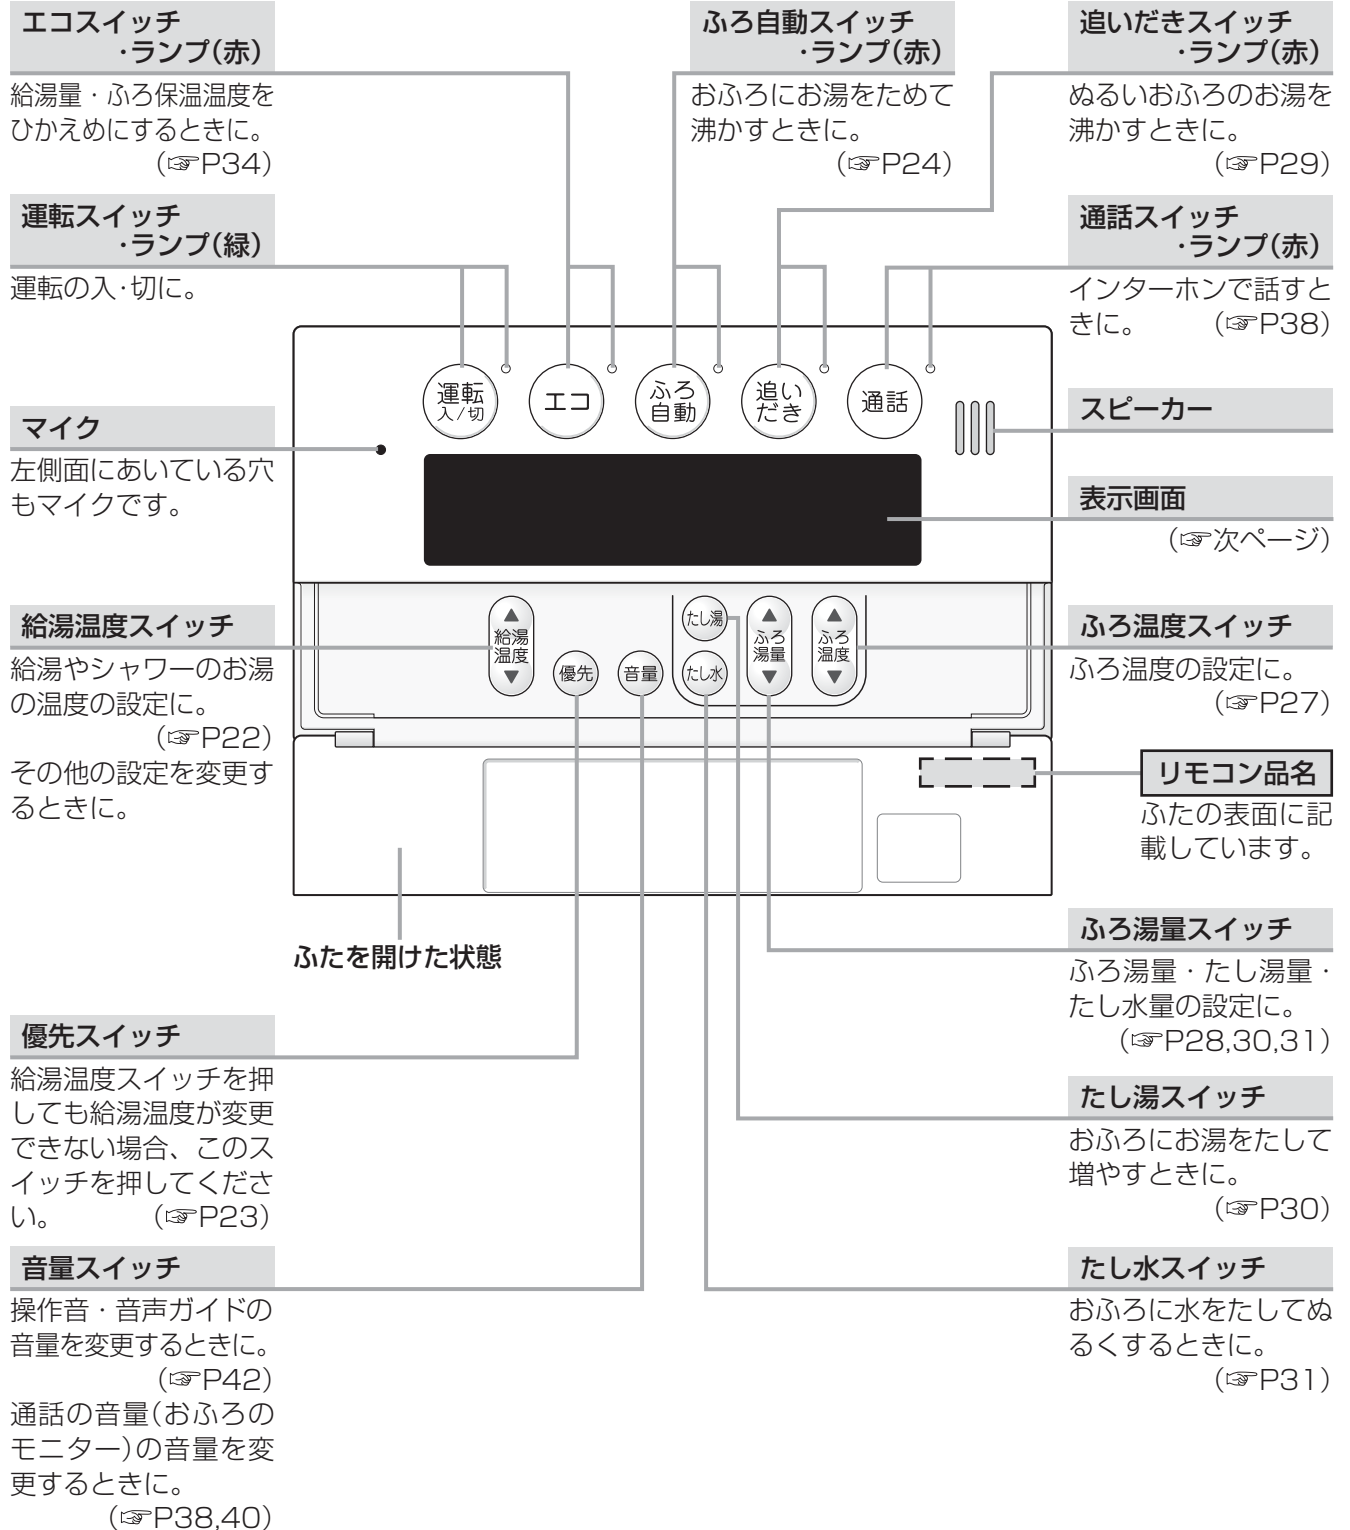 エコスイッチ
・ランプ（赤）
給湯量・ふろ保温温度を
ひかえめにするときに。
（☞P34）
運転スイッチ
・ランプ（緑）
運転の入・切に。
マイク
左側面にあいている穴
もマイクです。
給湯温度スイッチ
給湯やシャワーのお湯
の温度の設定に。
（☞P22）
その他の設定を変更す
るときに。
優先スイッチ
給湯温度スイッチを押
しても給湯温度が変更
できない場合、このス
イッチを押してくださ
い。 （☞P23）
音量スイッチ
操作音・音声ガイドの
音量を変更するときに。
（☞P42）
通話の音量（おふろの
モニター）の音量を変
更するときに。
（☞P38,40）
ふろ自動スイッチ
・ランプ（赤）
おふろにお湯をためて
沸かすときに。
（☞P24）
運転
入/切
エコ
ふろ
自動
追い
だき
通話
▲
給湯
温度
▼
優先
音量
たし湯
たし水
▲
ふろ
湯量
▼
▲
ふろ
温度
▼
ふたを開けた状態
追いだきスイッチ
・ランプ（赤）
ぬるいおふろのお湯を
沸かすときに。
（☞P29）
通話スイッチ
・ランプ（赤）
インターホンで話すと
きに。 （☞P38）
スピーカー
表示画面
（☞次ページ）
ふろ温度スイッチ
ふろ温度の設定に。
（☞P27）
リモコン品名
ふたの表面に記
載しています。
ふろ湯量スイッチ
ふろ湯量・たし湯量・
たし水量の設定に。
（☞P28,30,31）
たし湯スイッチ
おふろにお湯をたして
増やすときに。
（☞P30）
たし水スイッチ
おふろに水をたしてぬ
るくするときに。
（☞P31）